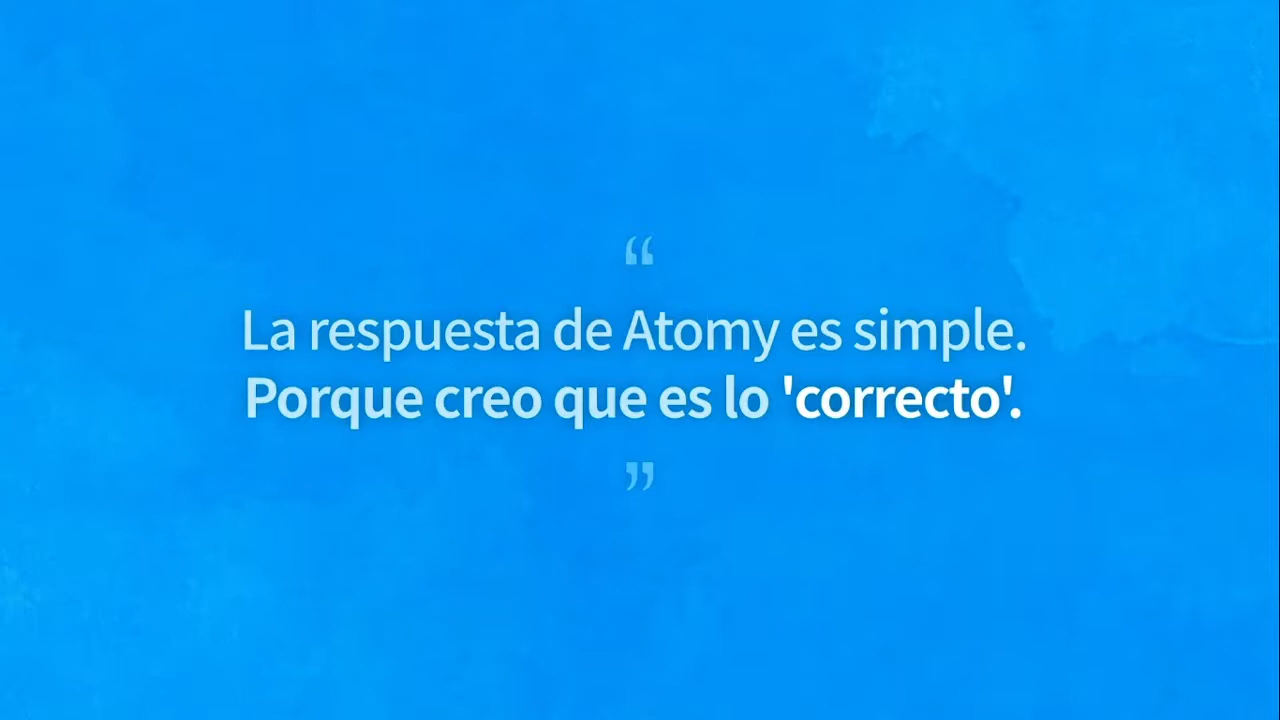 “
La respuesta de Atomy es simple.
Porque creo que es lo 'correcto'.
”